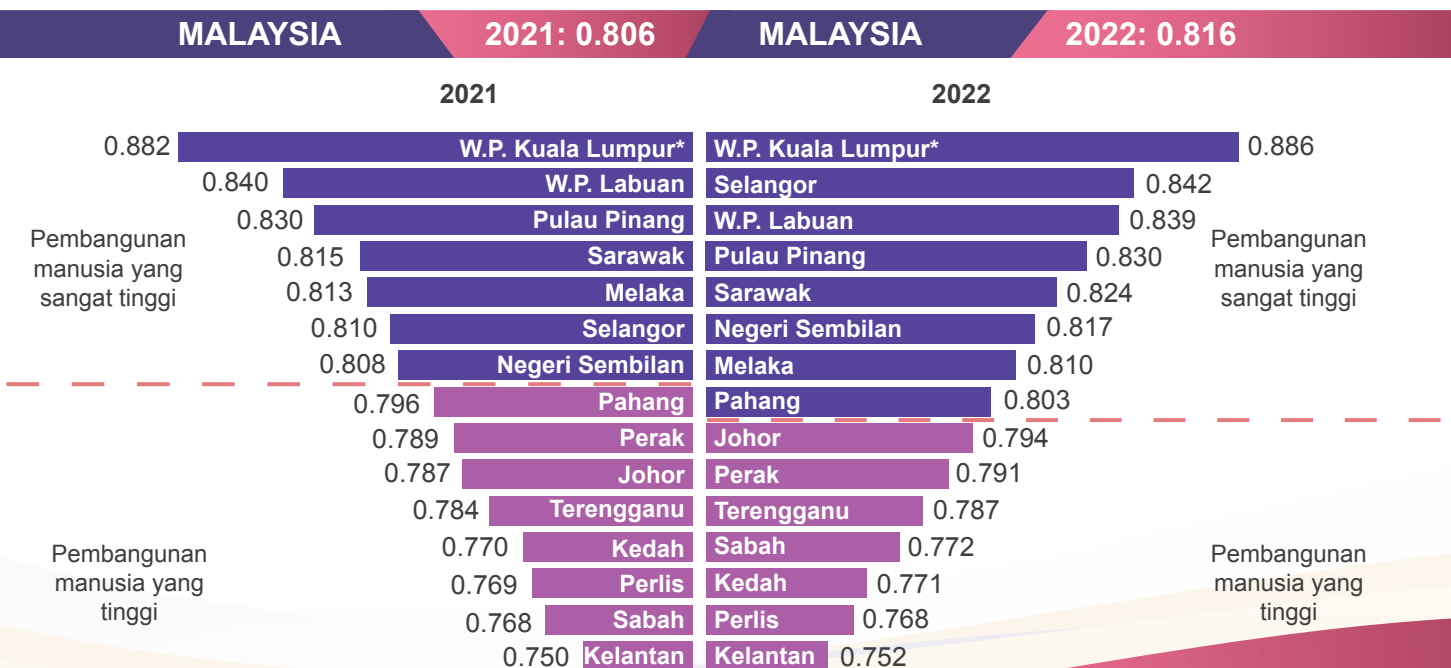 MALAYSIA 2021: 0.806 MALAYSIA 2022: 0.816
2021 2022
0.882 W.P. Kuala Lumpur* W.P. Kuala Lumpur* 0.886
0.840 W.P. Labuan Selangor 0.842
0.830 Pulau Pinang W.P. Labuan 0.839
0.815 Sarawak Pulau Pinang 0.830
0.813 Melaka Sarawak 0.824
0.810 Selangor Negeri Sembilan 0.817
0.808 Negeri Sembilan Melaka 0.810
0.796 Pahang Pahang 0.803
0.789 Perak Johor 0.794
0.787 Johor Perak 0.791
0.784 Terengganu Terengganu 0.787
0.770 Kedah Sabah 0.772
0.769 Perlis Kedah 0.771
0.768 Sabah Perlis 0.768
0.750 Kelantan Kelantan 0.752
Pembangunan
manusia yang
sangat tinggi
Pembangunan
manusia yang
sangat tinggi
Pembangunan
manusia yang
tinggi
Pembangunan
manusia yang
tinggi